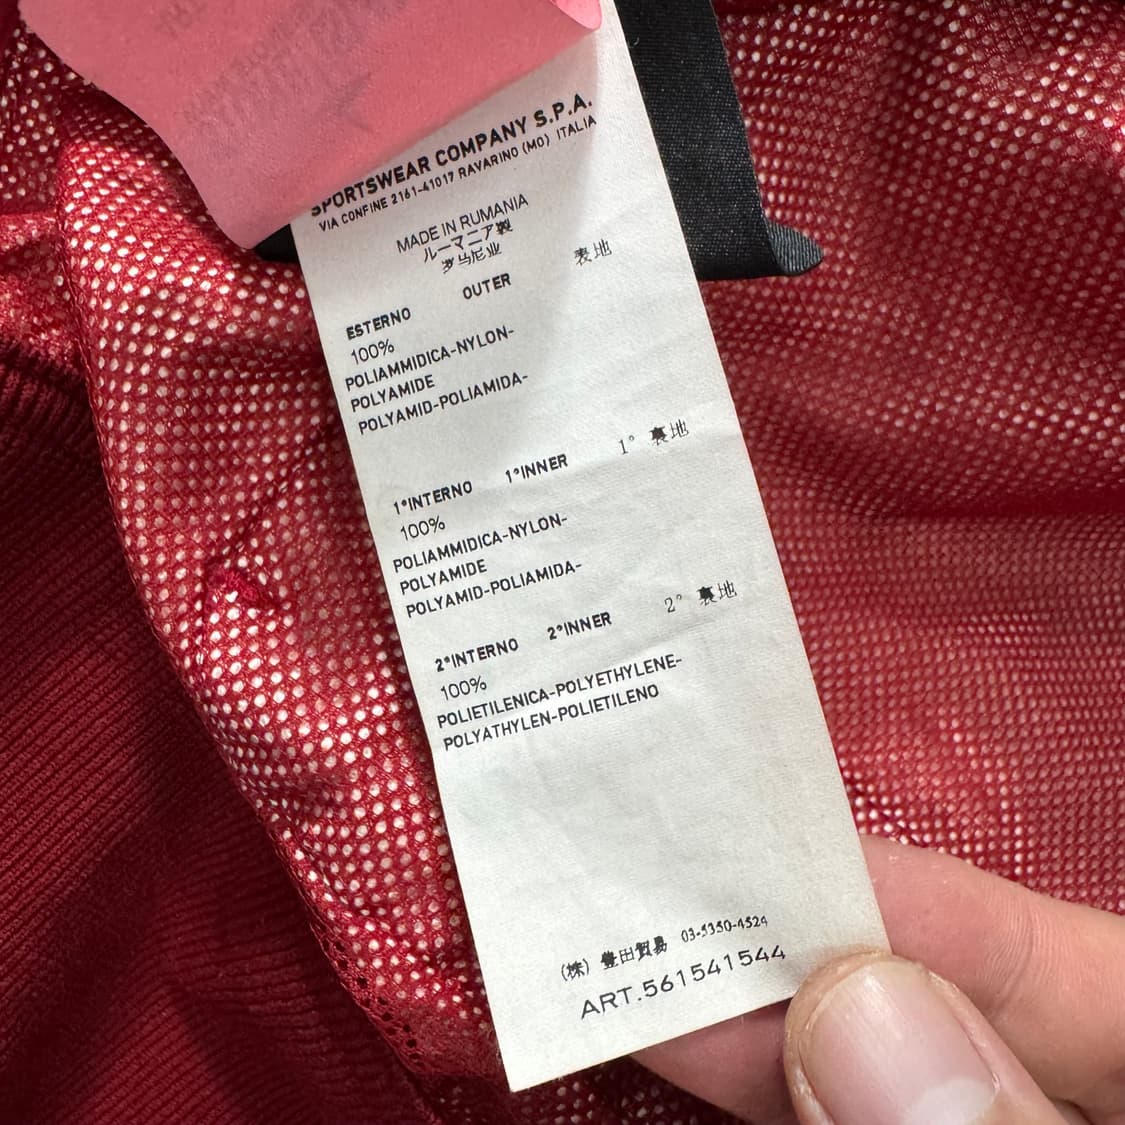 SPORTSWEAR COMPANY S.P.A.
VIA CONFINE 2161-41017 RAVARINO (MO) ITALIA
MADE IN RUMANIA
ルーマニア製
罗马尼亚
ESTERNO OUTER 表地
100%
POLIAMMIDICA-NYLON-
POLYAMIDE
POLYAMID-POLIAMIDA-
1°INTERNO 1°INNER 1° 裏地
100%
POLIAMMIDICA-NYLON-
POLYAMIDE
POLYAMID-POLIAMIDA-
2°INTERNO 2°INNER 2° 裏地
100%
POLIETILENICA-POLYETHYLENE-
POLYATHYLEN-POLIETILENO
(株) 豊田貿易 03-5350-4524
ART.561541544